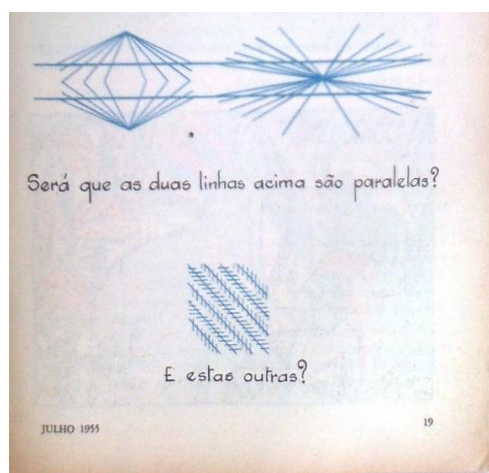 Será que as duas linhas acima são paralelas?
E estas outras?
JULHO 1955
19